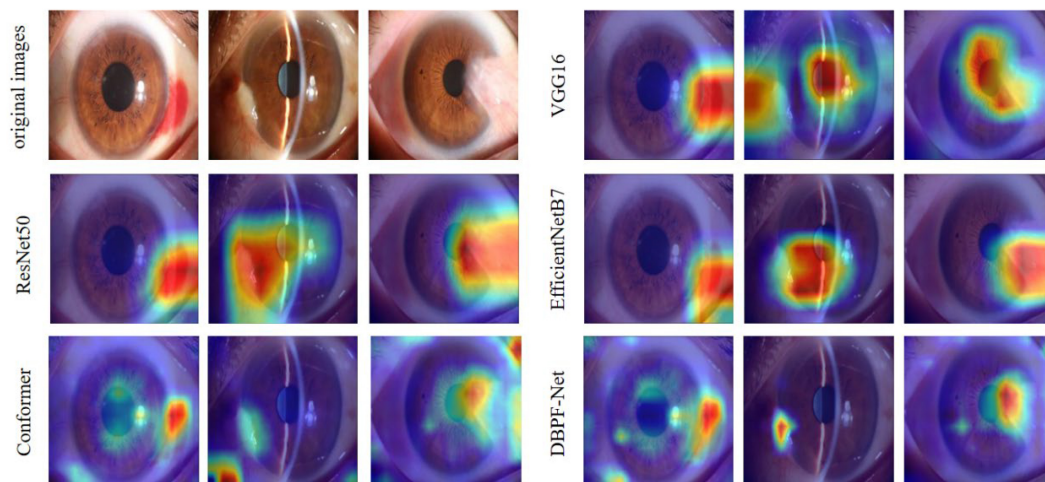 original images
VGG16
ResNet50
EfficientNetB7
Conformer
DBPF-Net